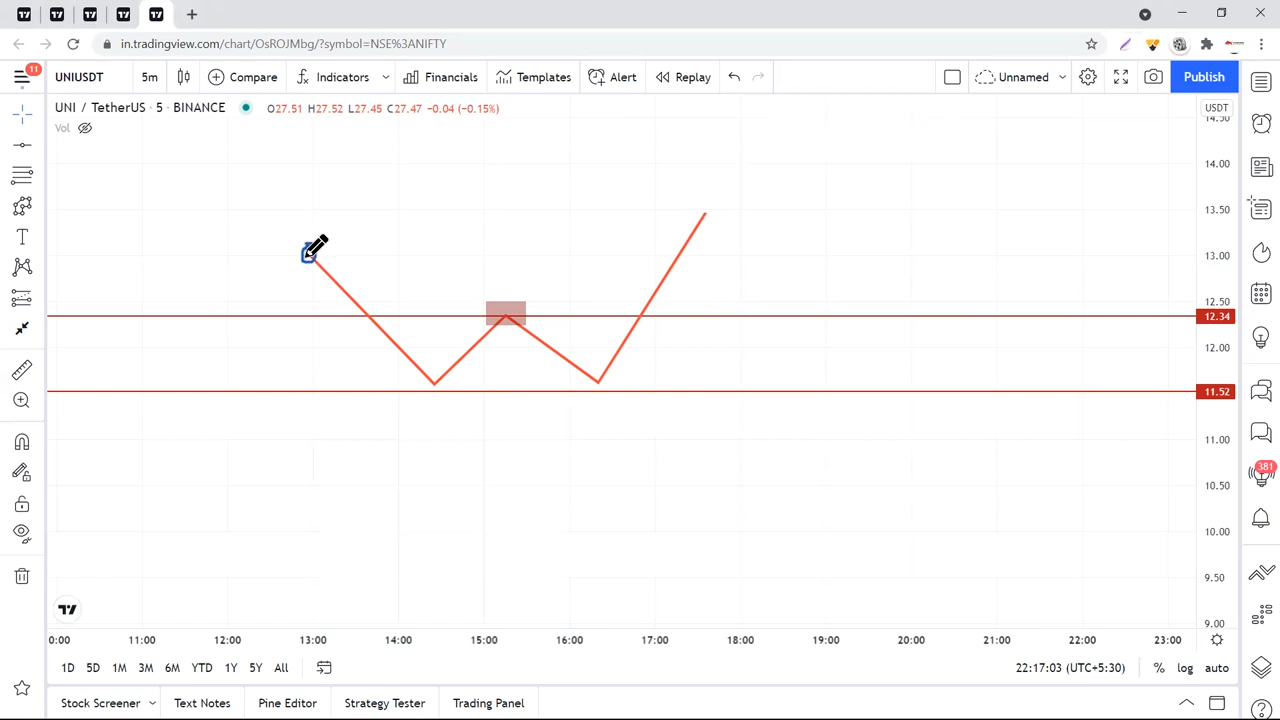 in.tradingview.com/chart/OsROJMbg/?symbol=NSE%3ANIFTY
11
UNIUSDT 5m Compare Indicators Financials Templates Alert Replay Unnamed Publish
UNI / TetherUS · 5 · BINANCE O27.51 H27.52 L27.45 C27.47 −0.04 (−0.15%)
USDT
Vol
14.50
14.00
13.50
13.00
12.50
12.34
12.00
11.52
11.00
10.50
10.00
9.50
9.00
381
0:00 11:00 12:00 13:00 14:00 15:00 16:00 17:00 18:00 19:00 20:00 21:00 22:00 23:00
1D 5D 1M 3M 6M YTD 1Y 5Y All 22:17:03 (UTC+5:30) % log auto
Stock Screener Text Notes Pine Editor Strategy Tester Trading Panel